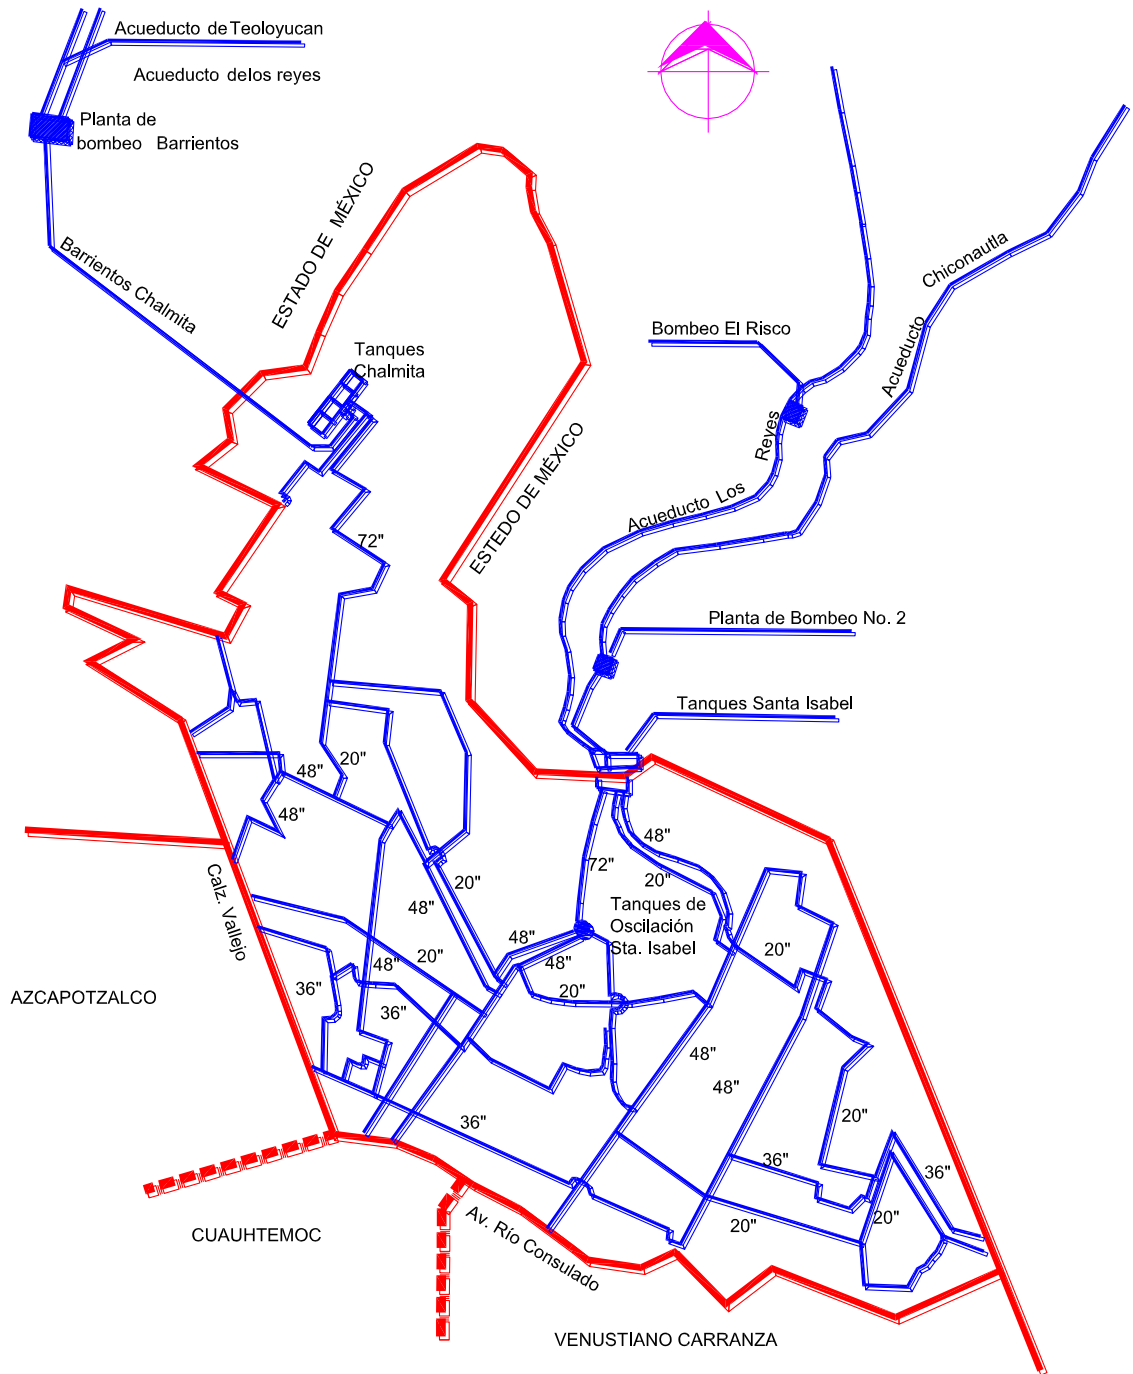 Acueducto de Teoloyucan
Acueducto delos reyes
Planta de
bombeo Barrientos
Barrientos Chalmita
ESTADO DE MÉXICO
Tanques
Chalmita
Bombeo El Risco
Chiconautla
Acueducto
Reyes
Acueducto Los
ESTEDO DE MÉXICO
72"
Planta de Bombeo No. 2
Tanques Santa Isabel
20"
48"
48"
48"
72"
20"
20"
48"
Calz. Vallejo
Tanques de
Oscilación
Sta. Isabel
48"
20"
48"
48"
20"
36"
20"
36"
AZCAPOTZALCO
48"
48"
36"
20"
36"
36"
20"
20"
Av. Río Consulado
CUAUHTEMOC
VENUSTIANO CARRANZA